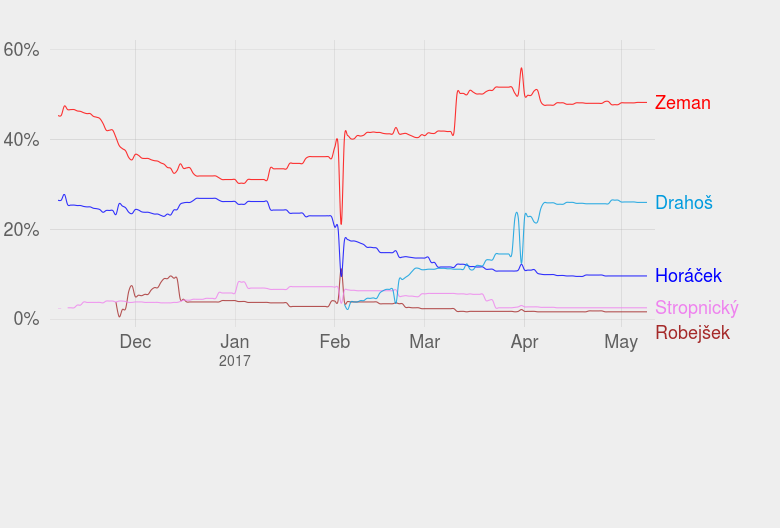 60%
40%
20%
0%
Dec
Jan
2017
Feb
Mar
Apr
May
Zeman
Drahoš
Horáček
Stropnický
Robejšek